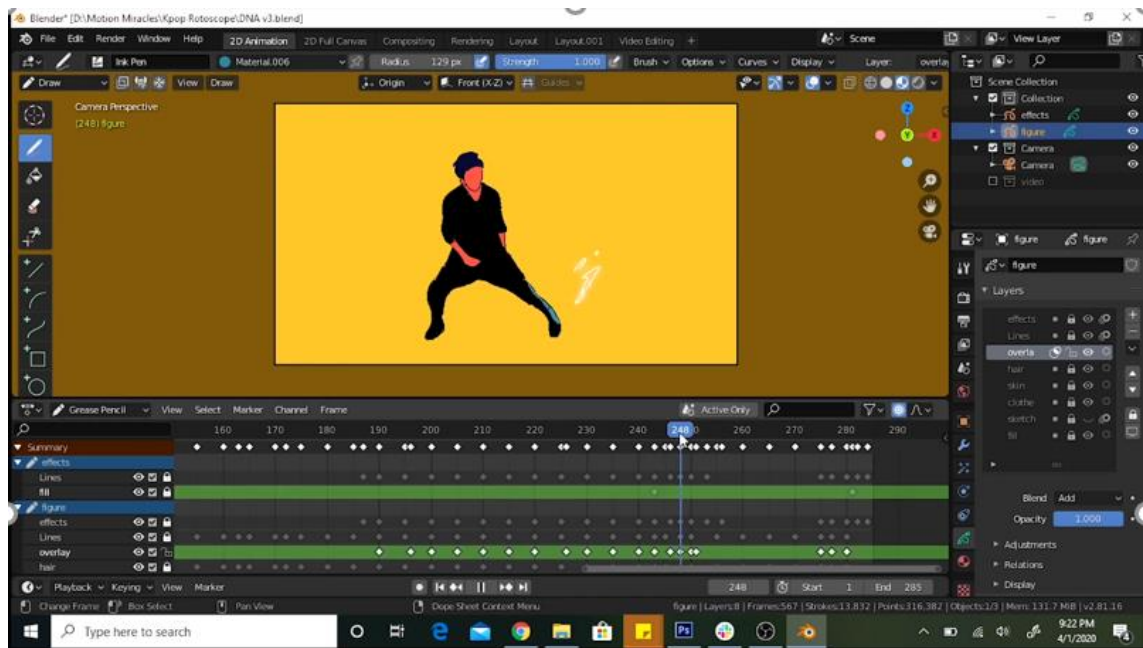 Blender* [D:\Motion Miracles\Kpop Rotoscope\DNA v3.blend]
File Edit Render Window Help 2D Animation 2D Full Canvas Compositing Rendering Layout Layout.001 Video Editing + Scene View Layer
Ink Pen Material.006 Radius 129 px Strength 1.000 Brush Options Curves Display Layer: overlay
Draw View Draw Origin Front (X-Z) Guides
Camera Perspective
(248) figure
Z
Y
X
Scene Collection
Collection
effects
figure
Camera
Camera
video
figure figure
figure
Layers
effects
Lines
overla
hair
skin
clothe
sketch
fill
Blend Add
Opacity 1.000
Adjustments
Relations
Display
Grease Pencil View Select Marker Channel Frame Active Only
160 170 180 190 200 210 220 230 240 248 260 270 280 290
Summary
effects
Lines
fill
figure
effects
Lines
overlay
hair
Playback Keying View Marker 248 Start 1 End 285
Change Frame Box Select Pan View Dope Sheet Context Menu figure | Layers:8 | Frames:567 | Strokes:13,832 | Points:316,382 | Objects:1/3 | Mem: 131.7 MiB | v2.81.16
Type here to search
Ps
9:22 PM
4/1/2020
4